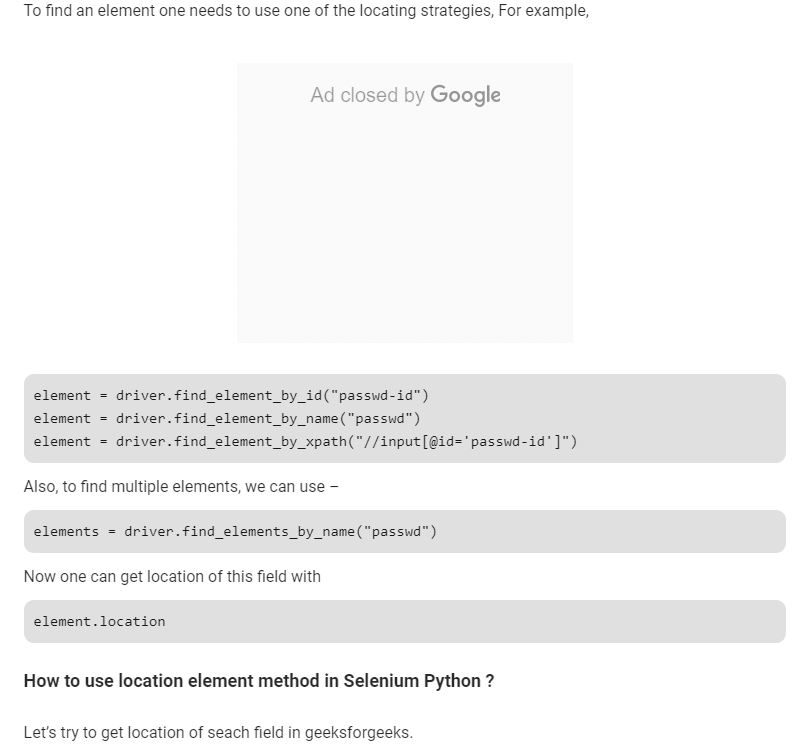 To find an element one needs to use one of the locating strategies, For example,
Ad closed by Google
element = driver.find_element_by_id("passwd-id")
element = driver.find_element_by_name("passwd")
element = driver.find_element_by_xpath("//input[@id='passwd-id']")
Also, to find multiple elements, we can use –
elements = driver.find_elements_by_name("passwd")
Now one can get location of this field with
element.location
How to use location element method in Selenium Python ?
Let’s try to get location of seach field in geeksforgeeks.